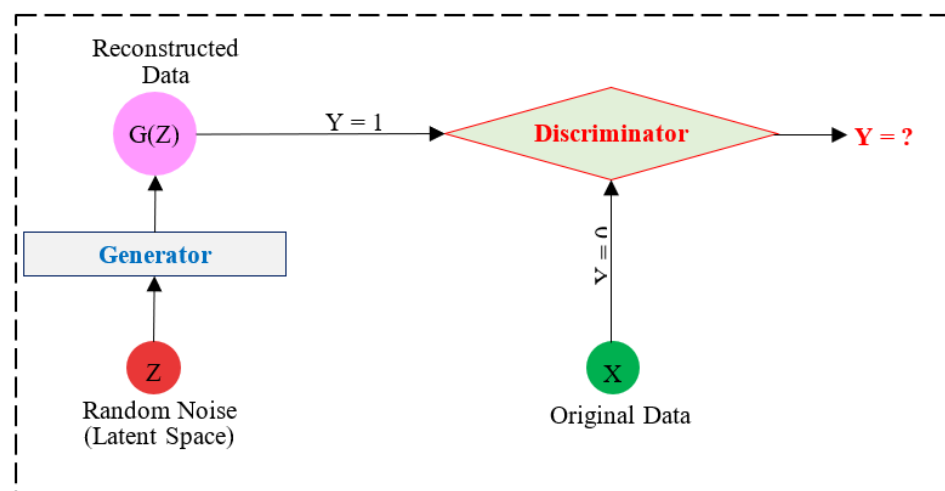 Reconstructed
Data
G(Z)
Y = 1
Discriminator
Y = ?
Generator
Y = 0
Z
X
Random Noise
(Latent Space)
Original Data